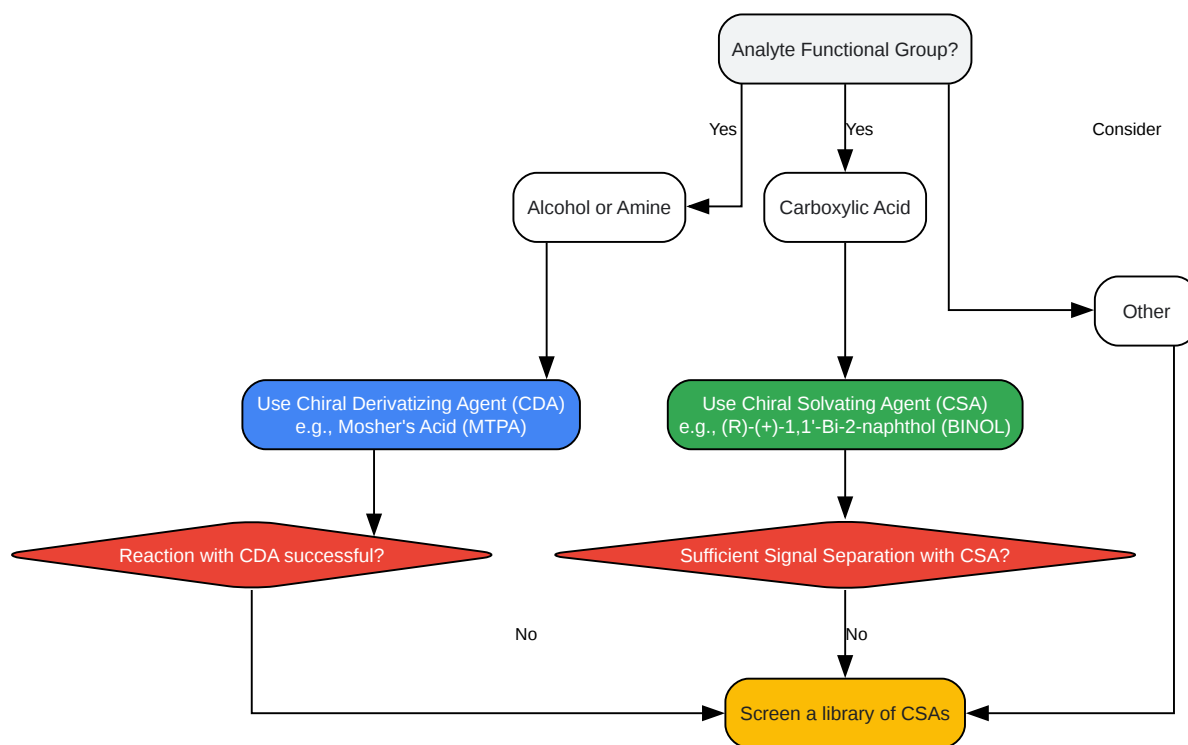 Analyte Functional Group?
Yes
Yes
Consider
Alcohol or Amine
Carboxylic Acid
Other
Use Chiral Derivatizing Agent (CDA)
e.g., Mosher's Acid (MTPA)
Use Chiral Solvating Agent (CSA)
e.g., (R)-(+)-1,1'-Bi-2-naphthol (BINOL)
Reaction with CDA successful?
Sufficient Signal Separation with CSA?
No
No
Screen a library of CSAs